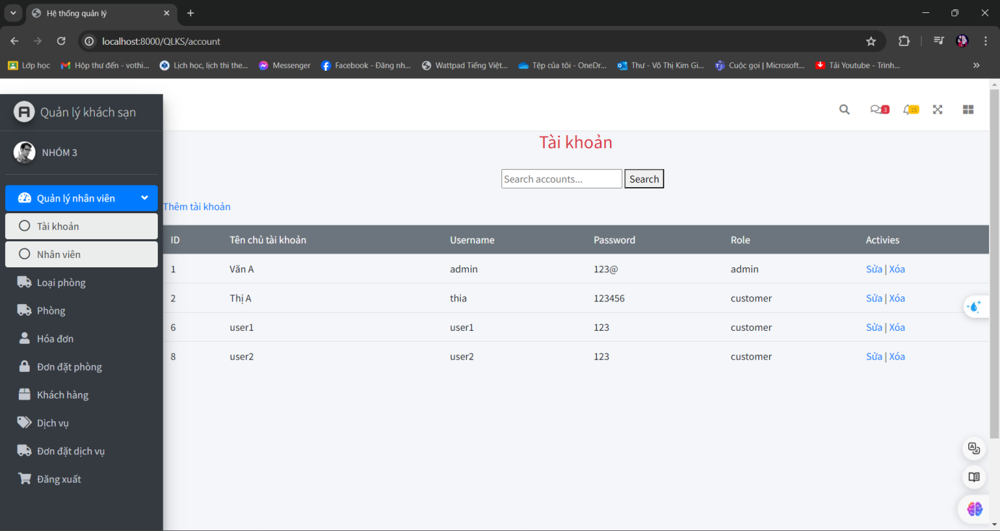 Hệ thống quản lý
localhost:8000/QLKS/account
Lớp học Hộp thư đến - vothi... Lịch học, lịch thi the... Messenger Facebook - Đăng nh... Wattpad Tiếng Việt... Tệp của tôi - OneDr... Thư - Võ Thị Kim Gi... Cuộc gọi | Microsoft... Tải Youtube - Trình...
Quản lý khách sạn
3
15
NHÓM 3
Quản lý nhân viên
Tài khoản
Nhân viên
Loại phòng
Phòng
Hóa đơn
Đơn đặt phòng
Khách hàng
Dịch vụ
Đơn đặt dịch vụ
Đăng xuất
Tài khoản
Search accounts... Search
Thêm tài khoản
ID Tên chủ tài khoản Username Password Role Activies
1 Văn A admin 123@ admin Sửa | Xóa
2 Thị A thia 123456 customer Sửa | Xóa
6 user1 user1 123 customer Sửa | Xóa
8 user2 user2 123 customer Sửa | Xóa